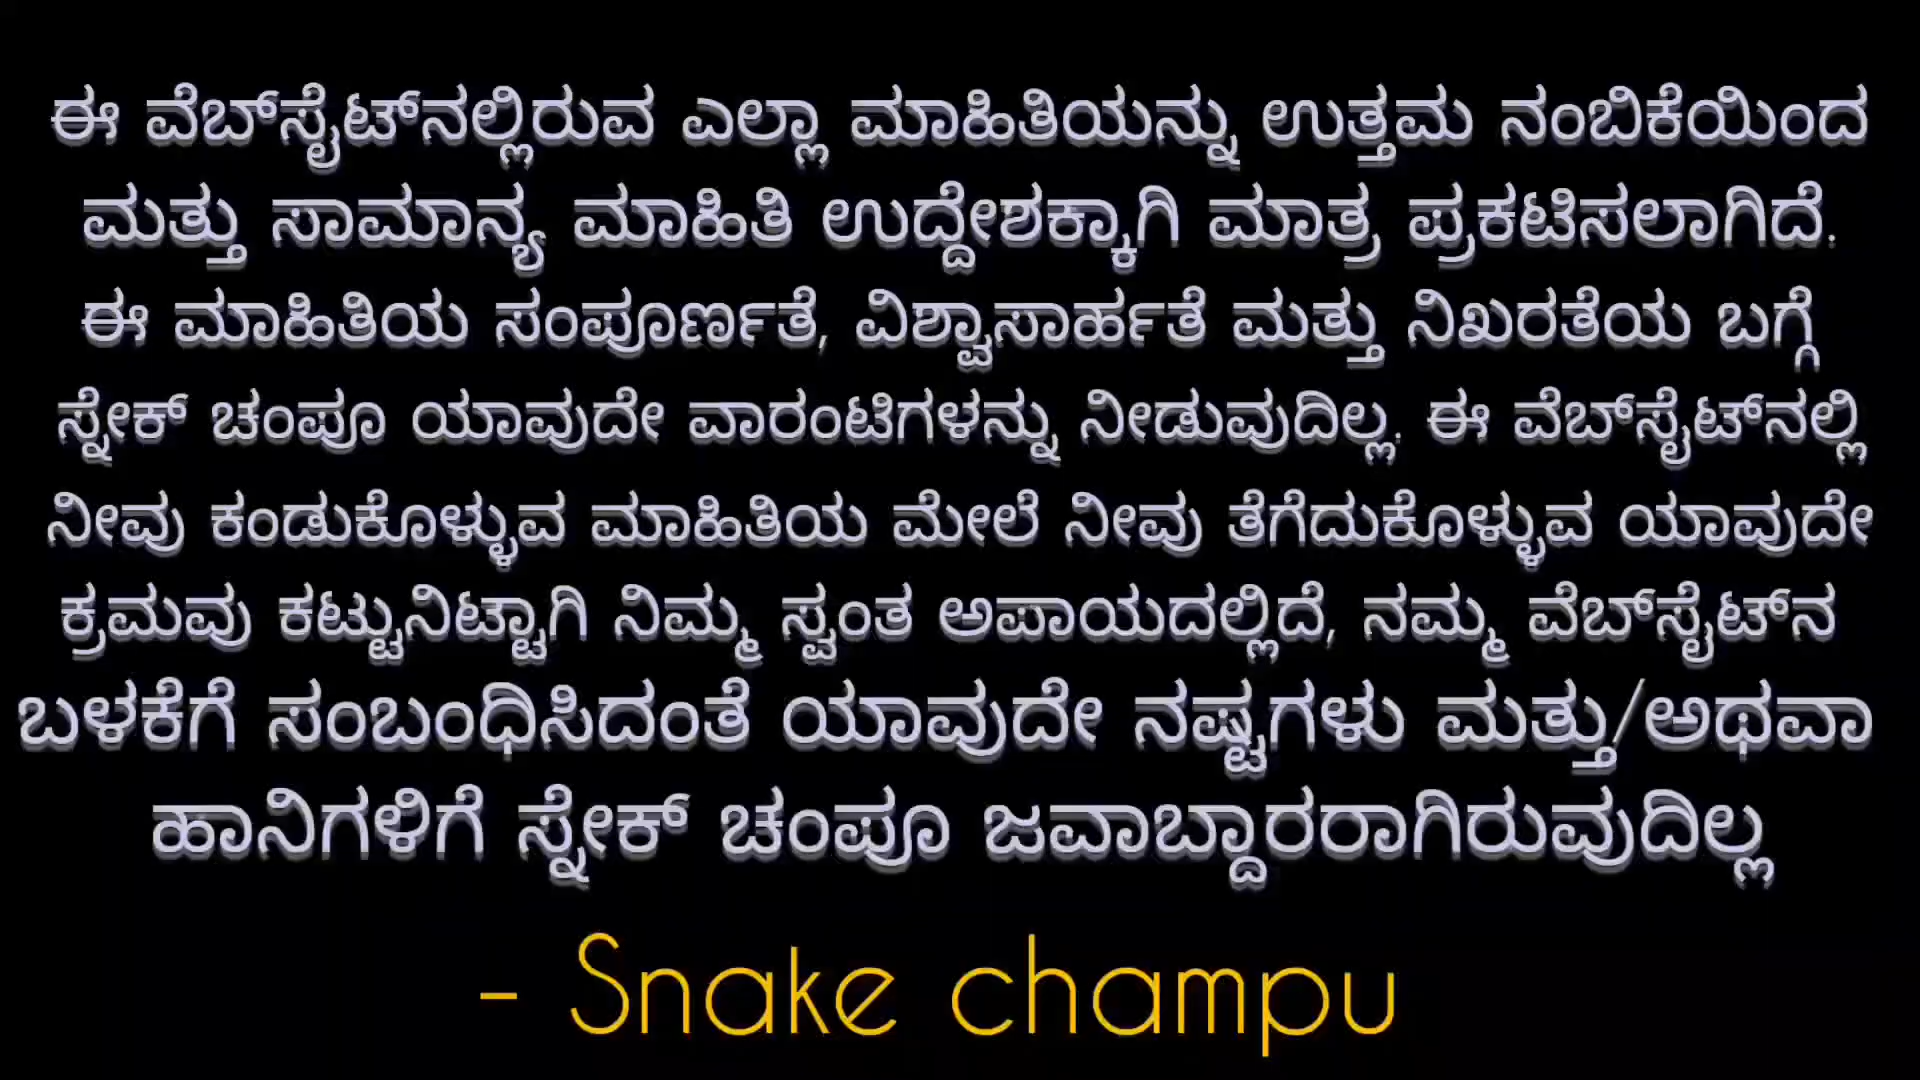 ಈ ವೆಬ್‌ಸೈಟ್‌ನಲ್ಲಿರುವ ಎಲ್ಲಾ ಮಾಹಿತಿಯನ್ನು ಉತ್ತಮ ನಂಬಿಕೆಯಿಂದ
ಮತ್ತು ಸಾಮಾನ್ಯ ಮಾಹಿತಿ ಉದ್ದೇಶಕ್ಕಾಗಿ ಮಾತ್ರ ಪ್ರಕಟಿಸಲಾಗಿದೆ.
ಈ ಮಾಹಿತಿಯ ಸಂಪೂರ್ಣತೆ, ವಿಶ್ವಾಸಾರ್ಹತೆ ಮತ್ತು ನಿಖರತೆಯ ಬಗ್ಗೆ
ಸ್ನೇಕ್ ಚಂಪೂ ಯಾವುದೇ ವಾರಂಟಿಗಳನ್ನು ನೀಡುವುದಿಲ್ಲ. ಈ ವೆಬ್‌ಸೈಟ್‌ನಲ್ಲಿ
ನೀವು ಕಂಡುಕೊಳ್ಳುವ ಮಾಹಿತಿಯ ಮೇಲೆ ನೀವು ತೆಗೆದುಕೊಳ್ಳುವ ಯಾವುದೇ
ಕ್ರಮವು ಕಟ್ಟುನಿಟ್ಟಾಗಿ ನಿಮ್ಮ ಸ್ವಂತ ಅಪಾಯದಲ್ಲಿದೆ, ನಮ್ಮ ವೆಬ್‌ಸೈಟ್‌ನ
ಬಳಕೆಗೆ ಸಂಬಂಧಿಸಿದಂತೆ ಯಾವುದೇ ನಷ್ಟಗಳು ಮತ್ತು/ಅಥವಾ
ಹಾನಿಗಳಿಗೆ ಸ್ನೇಕ್ ಚಂಪೂ ಜವಾಬ್ದಾರರಾಗಿರುವುದಿಲ್ಲ
- Snake champu